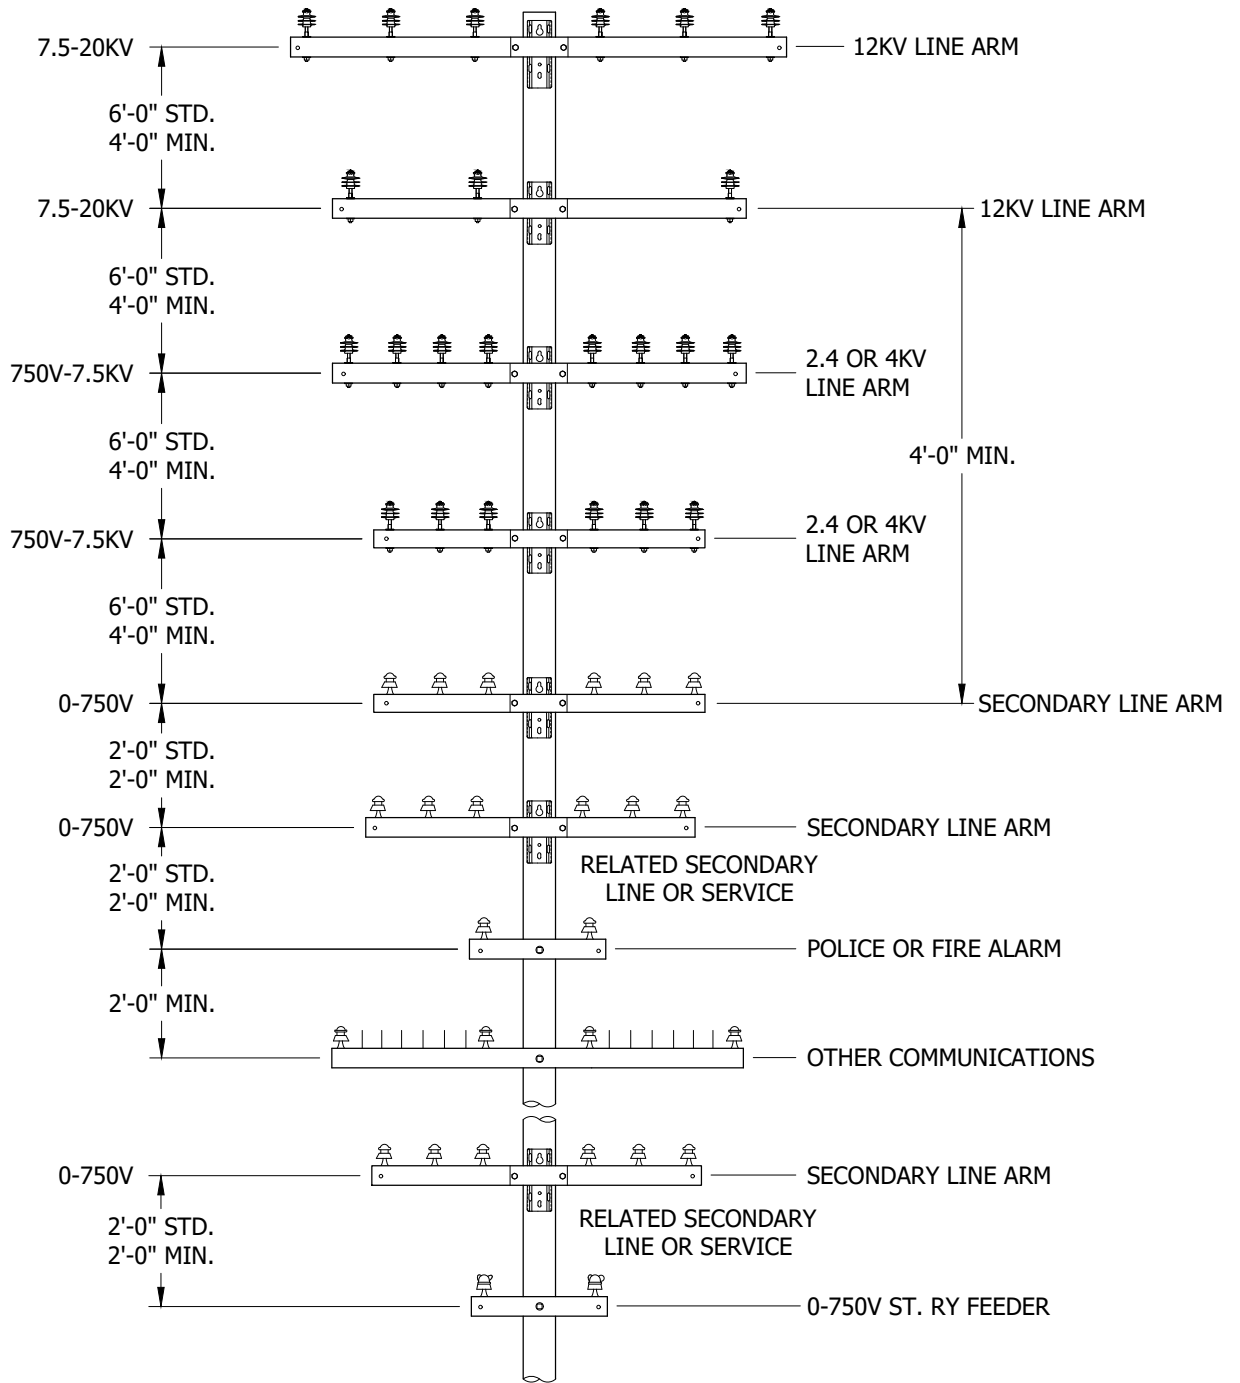 7.5-20KV
12KV LINE ARM
6'-0" STD.
4'-0" MIN.
7.5-20KV
12KV LINE ARM
6'-0" STD.
4'-0" MIN.
750V-7.5KV
2.4 OR 4KV
LINE ARM
6'-0" STD.
4'-0" MIN.
4'-0" MIN.
750V-7.5KV
2.4 OR 4KV
LINE ARM
6'-0" STD.
4'-0" MIN.
0-750V
SECONDARY LINE ARM
2'-0" STD.
2'-0" MIN.
0-750V
SECONDARY LINE ARM
RELATED SECONDARY
LINE OR SERVICE
2'-0" STD.
2'-0" MIN.
POLICE OR FIRE ALARM
2'-0" MIN.
OTHER COMMUNICATIONS
0-750V
SECONDARY LINE ARM
RELATED SECONDARY
LINE OR SERVICE
2'-0" STD.
2'-0" MIN.
0-750V ST. RY FEEDER